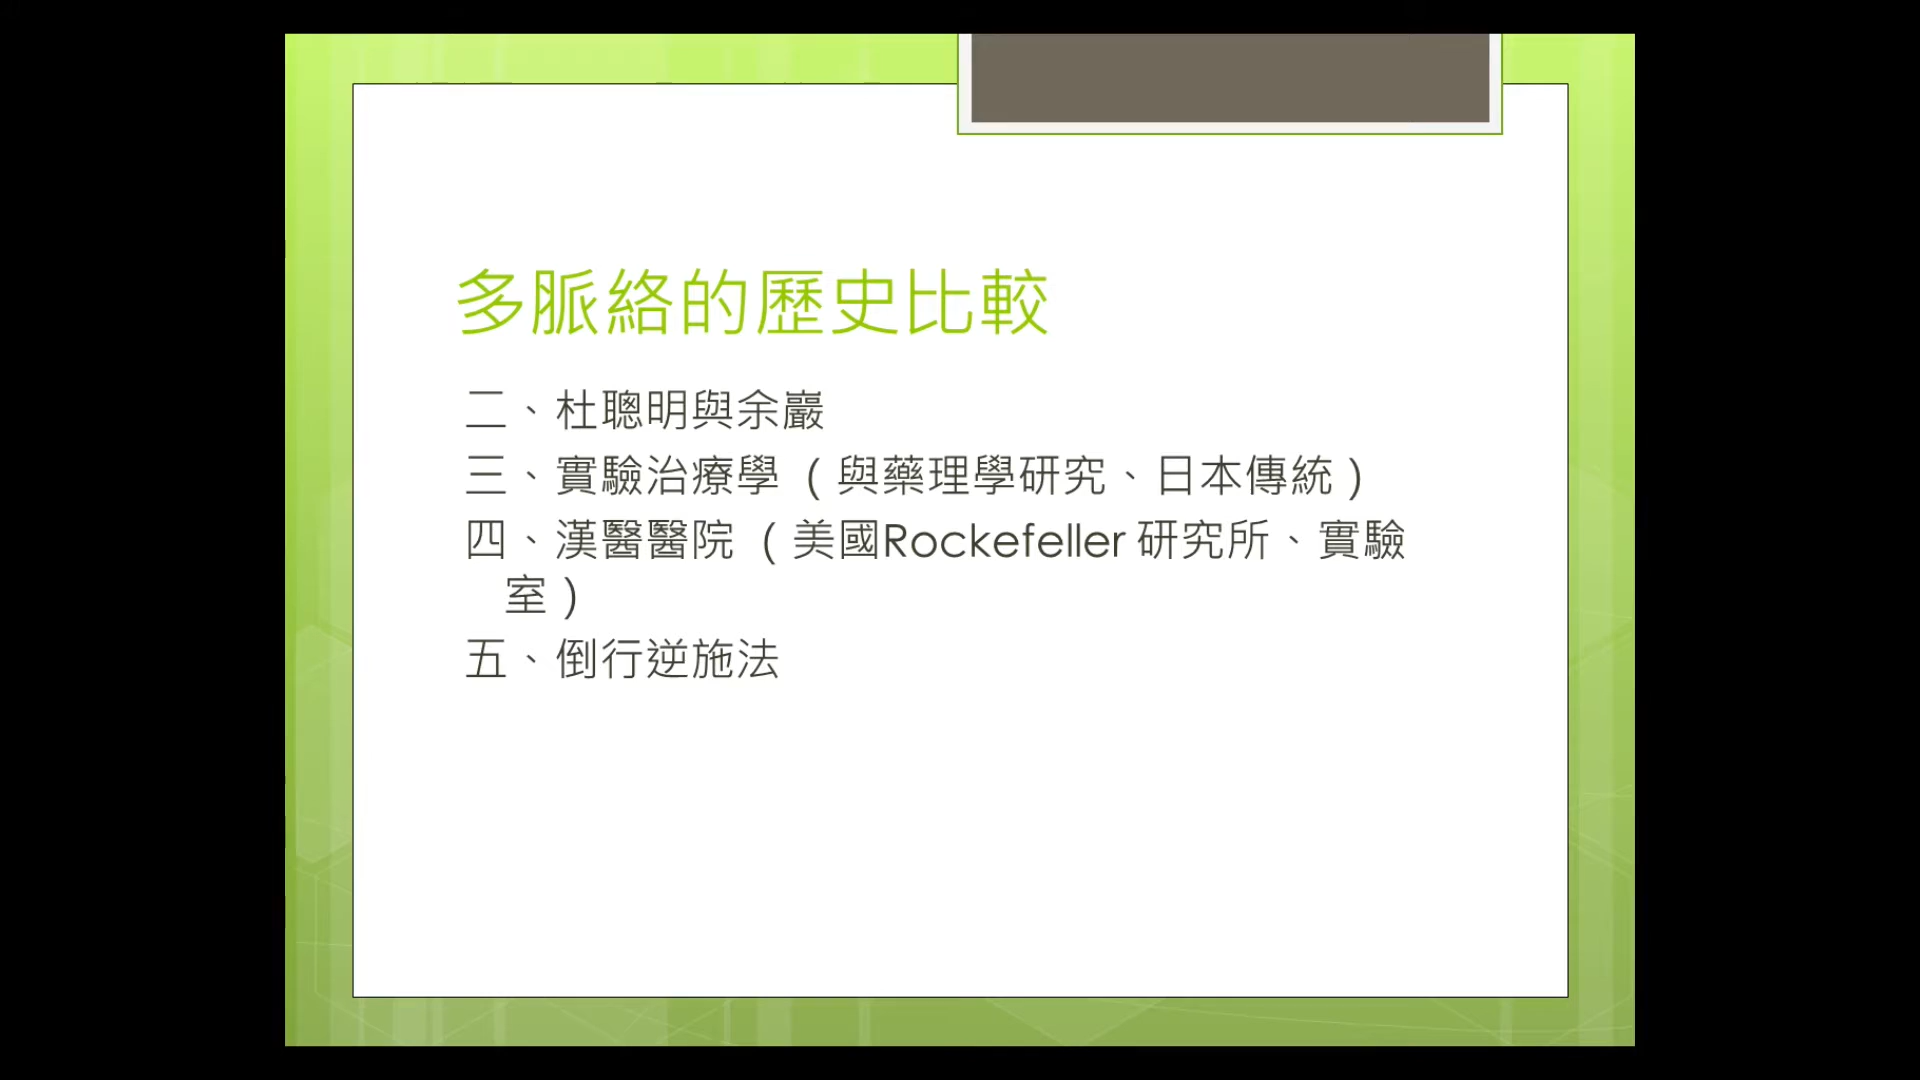 多脈絡的歷史比較
二、杜聰明與余巖
三、實驗治療學（與藥理學研究、日本傳統）
四、漢醫醫院（美國Rockefeller 研究所、實驗
室）
五、倒行逆施法